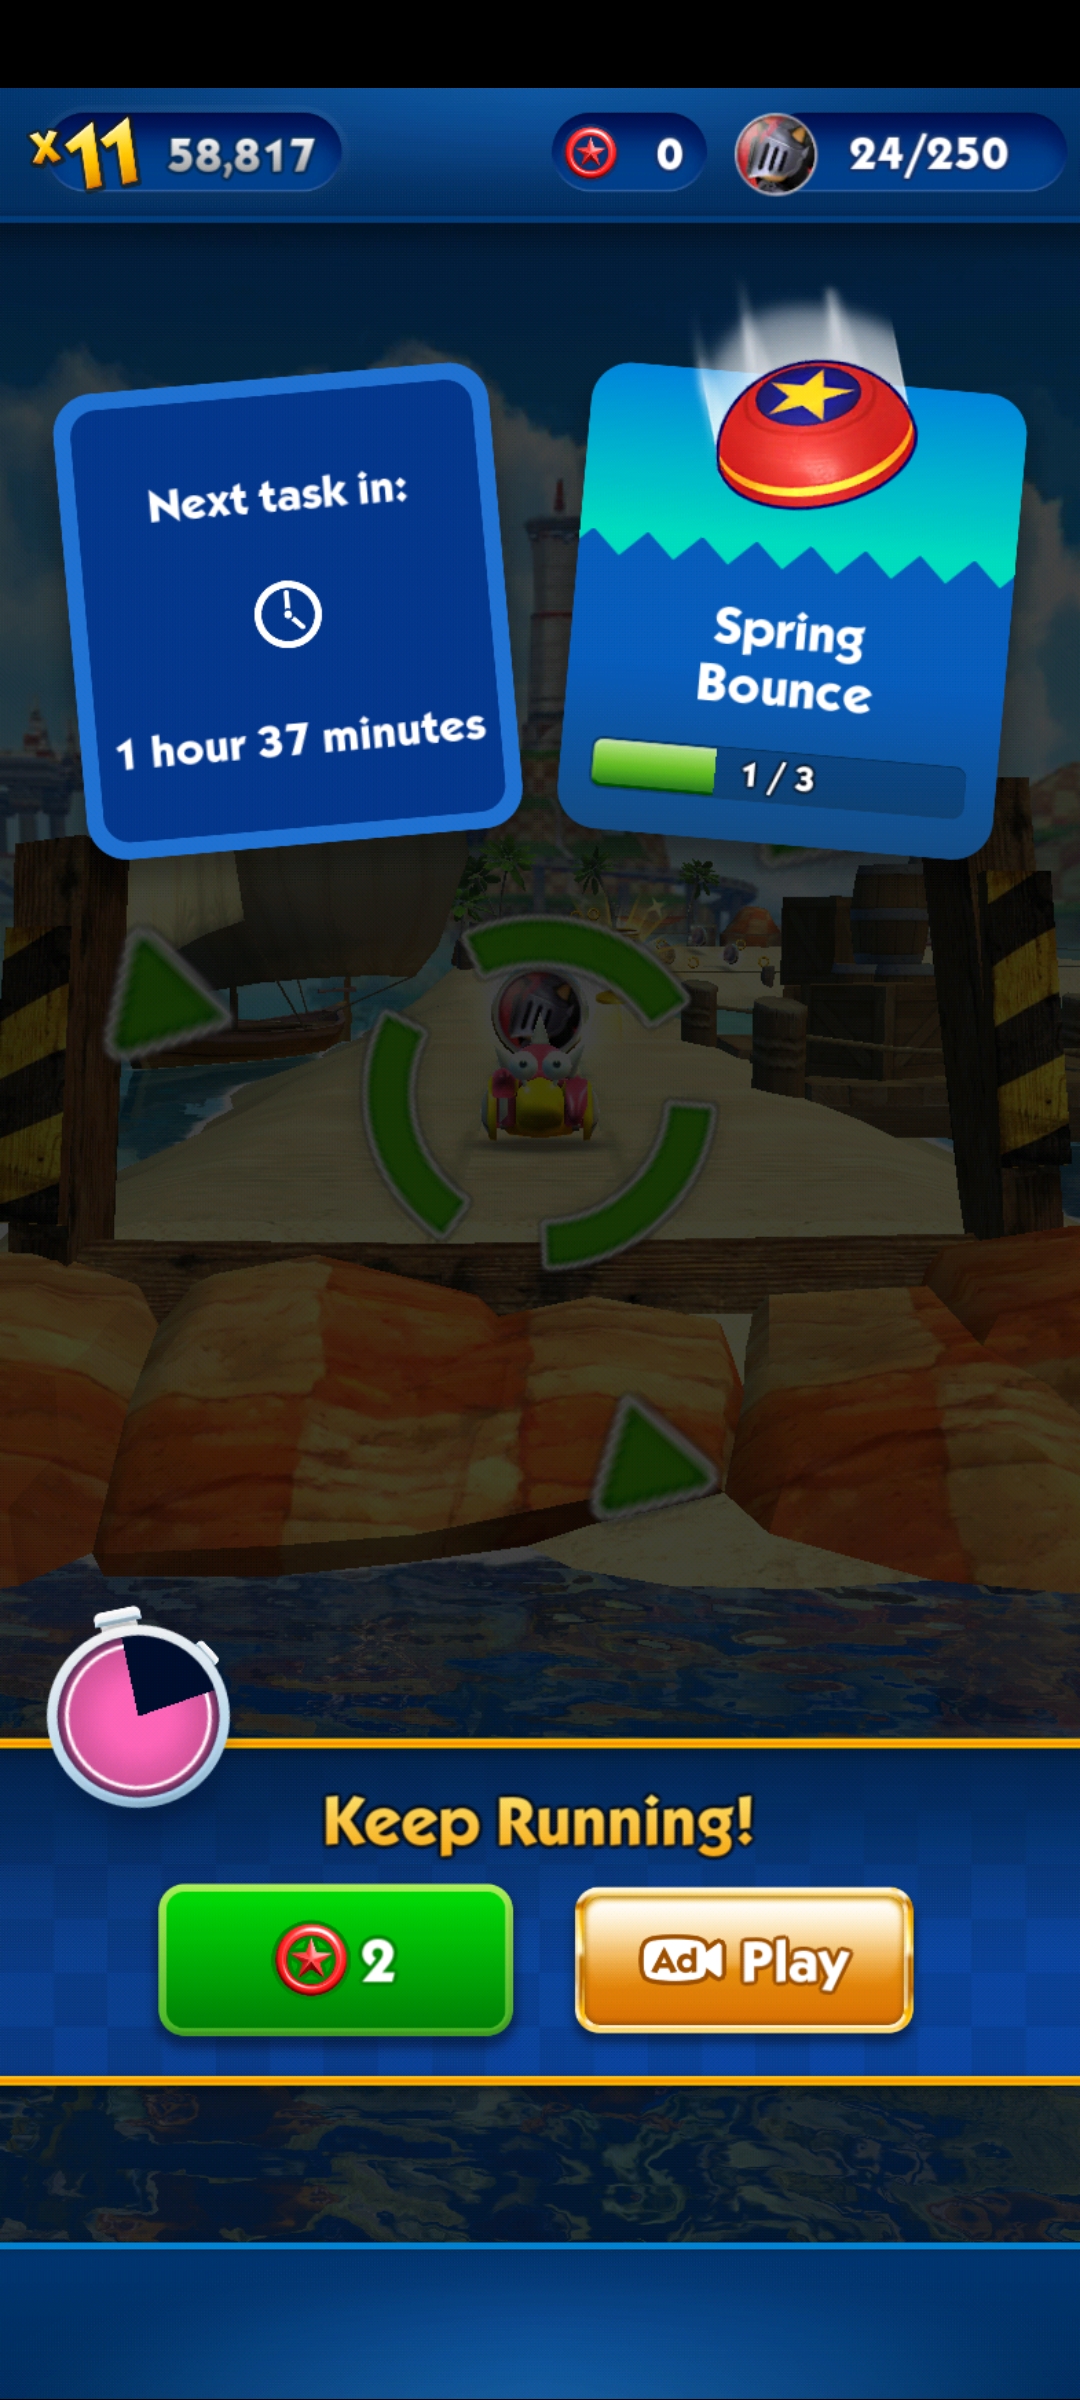 x11 58,817 0 24/250
Next task in:
1 hour 37 minutes
Spring
Bounce
1 / 3
Keep Running!
2
Ad Play